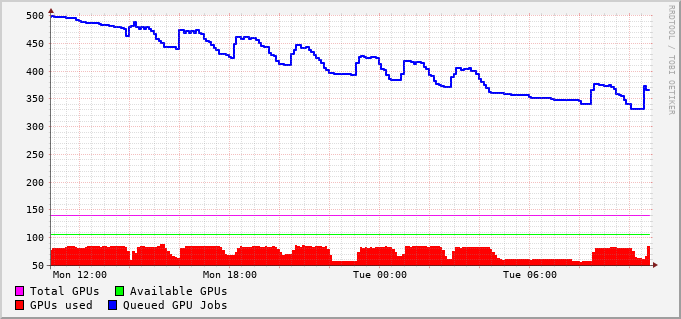 500
450
400
350
300
250
200
150
100
50
Mon 12:00 Mon 18:00 Tue 00:00 Tue 06:00
Total GPUs Available GPUs
GPUs used Queued GPU Jobs
RRDTOOL / TOBI OETIKER